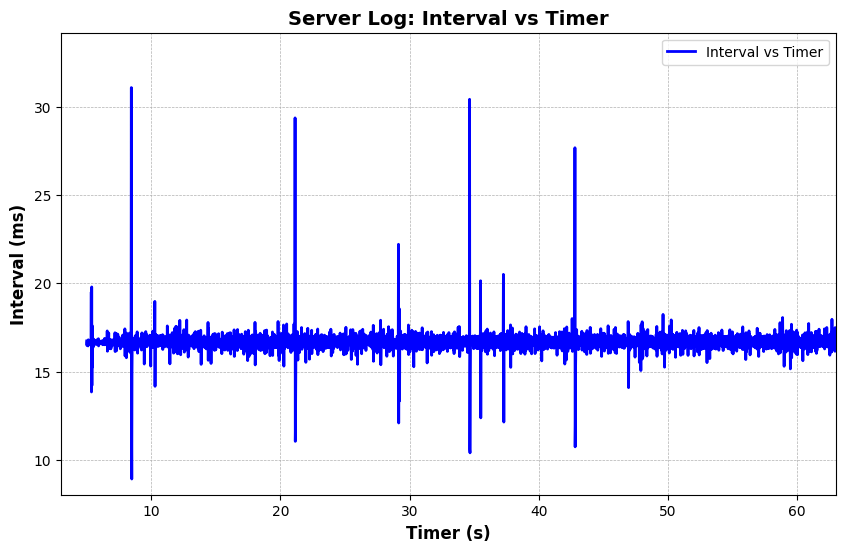 Server Log: Interval vs Timer
Interval vs Timer
Interval (ms)
30
25
20
15
10
10 20 30 40 50 60
Timer (s)